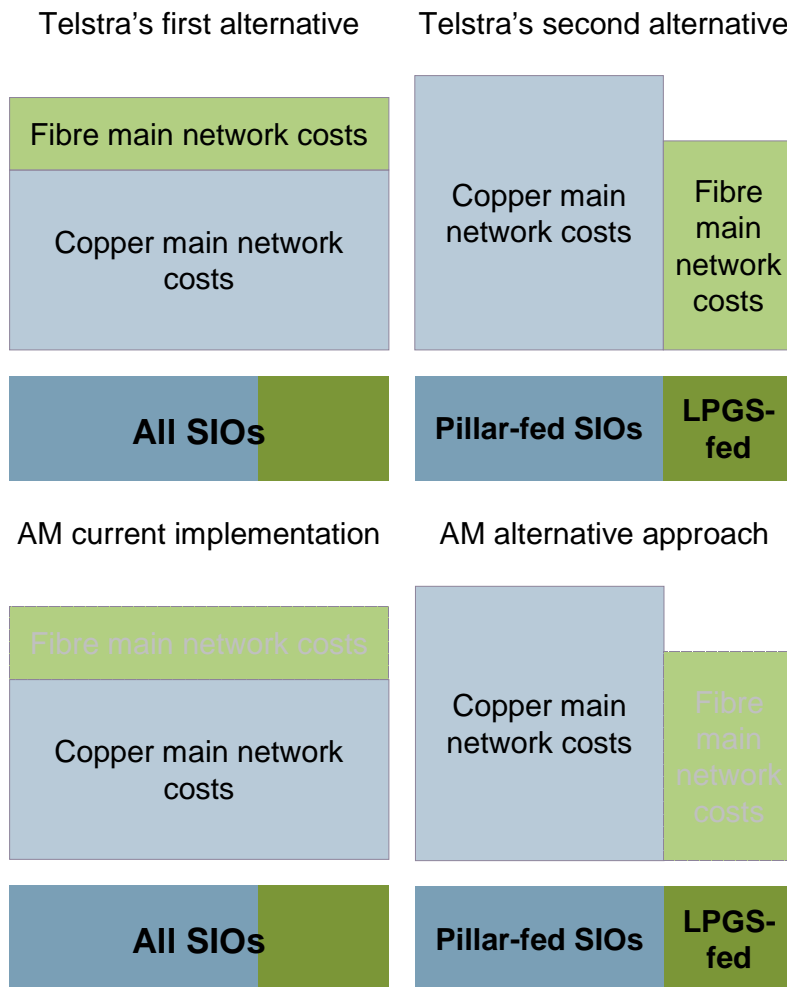 Telstra's first alternative
Telstra's second alternative
Fibre main network costs
Copper main network
costs
Copper main
network costs
Fibre
main
network
costs
All SIOs
Pillar-fed SIOs
LPGS-
fed
AM current implementation
AM alternative approach
Fibre main network costs
Copper main network
costs
Copper main
network costs
Fibre
main
network
costs
All SIOs
Pillar-fed SIOs
LPGS-
fed